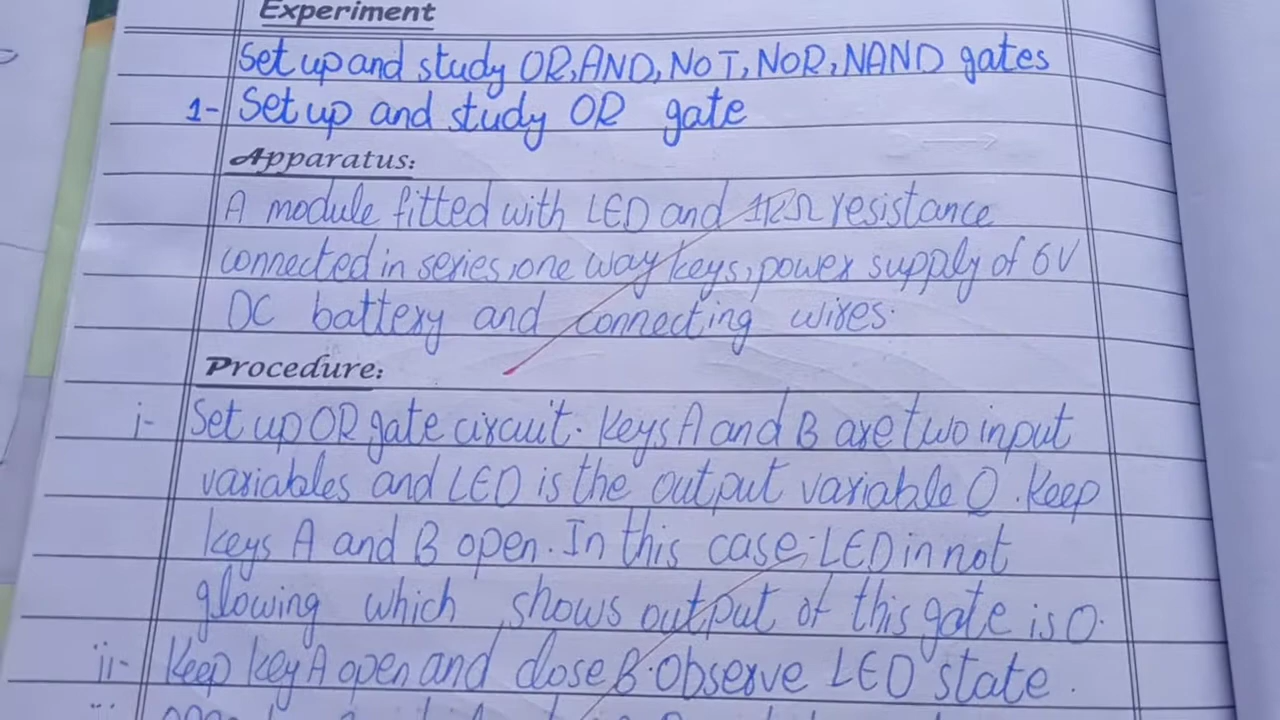 Experiment
Set up and study OR, AND, NOT, NOR, NAND gates
1- Set up and study OR gate
Apparatus:
A module fitted with LED and 1kΩ resistance
connected in series, one way keys, power supply of 6V
DC battery and connecting wires.
Procedure:
i- Set up OR gate circuit. Keys A and B are two input
variables and LED is the output variable Q. Keep
keys A and B open. In this case, LED in not
glowing which shows output of this gate is 0.
ii- Keep key A open and close B. Observe LED state.